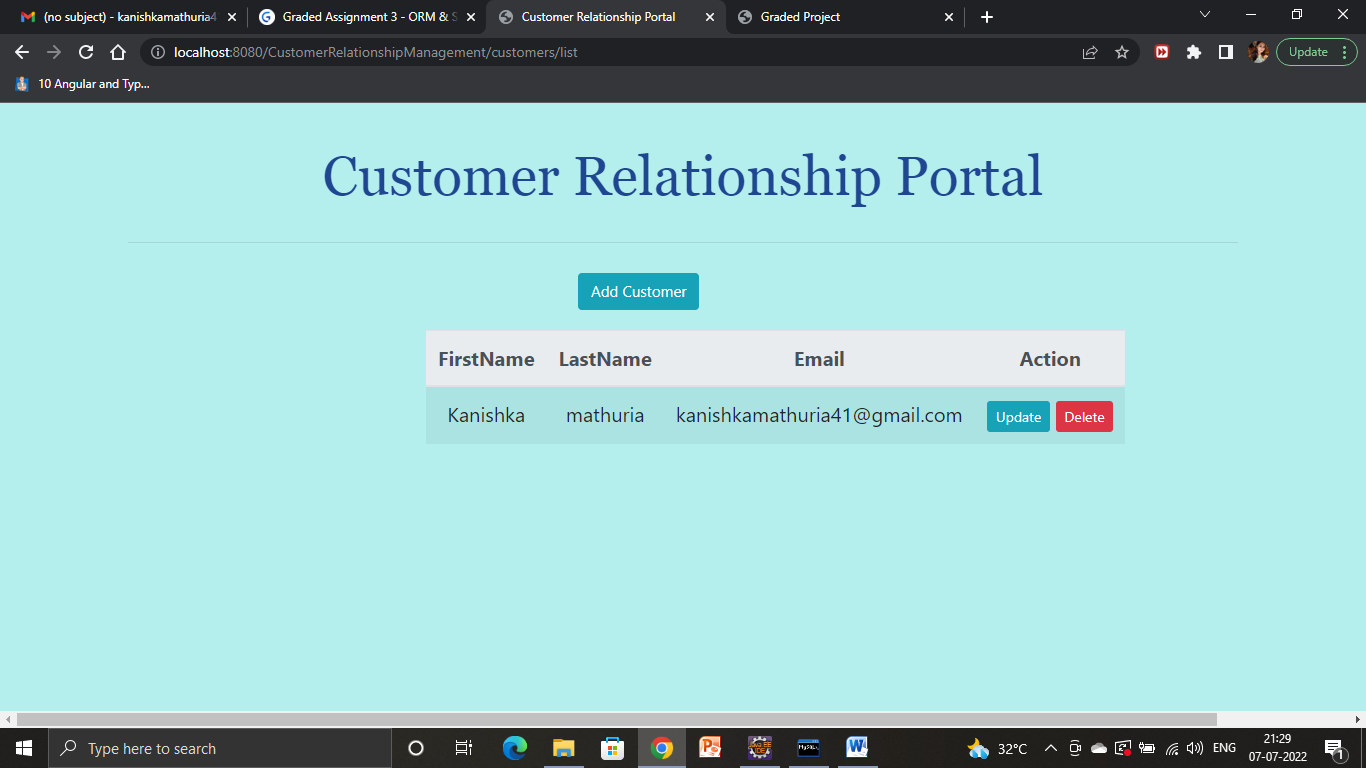 (no subject) - kanishkamathuria4
Graded Assignment 3 - ORM & S
Customer Relationship Portal
Graded Project
localhost:8080/CustomerRelationshipManagement/customers/list
Update
10 Angular and Typ...
Customer Relationship Portal
Add Customer
FirstName LastName Email Action
Kanishka mathuria kanishkamathuria41@gmail.com Update Delete
Type here to search
32°C
ENG
21:29
07-07-2022
1